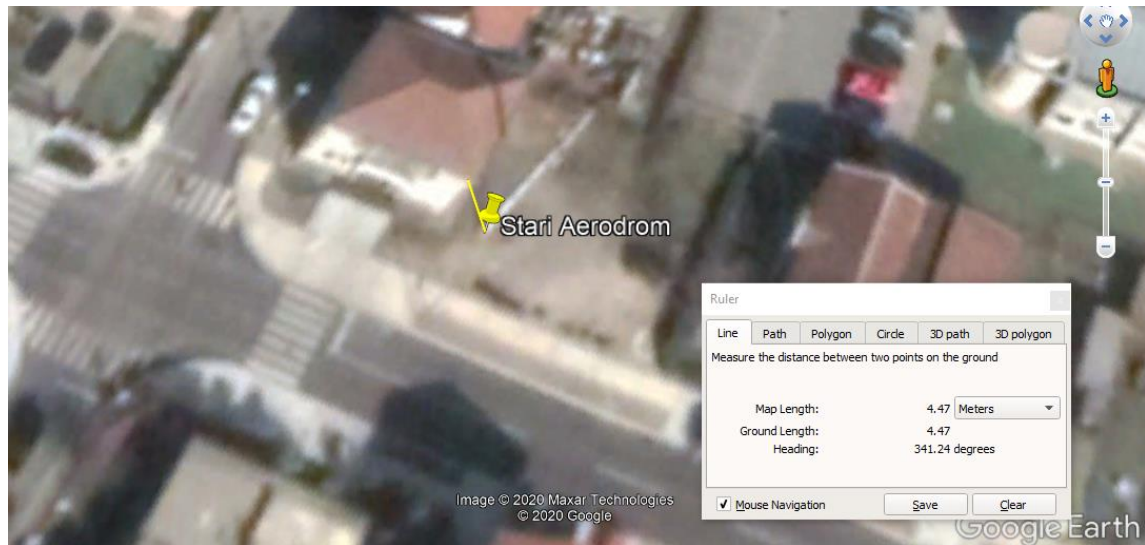 Stari Aerodrom
Ruler
Line Path Polygon Circle 3D path 3D polygon
Measure the distance between two points on the ground
Map Length: 4.47 Meters
Ground Length: 4.47
Heading: 341.24 degrees
Mouse Navigation Save Clear
Image © 2020 Maxar Technologies
© 2020 Google
Google Earth